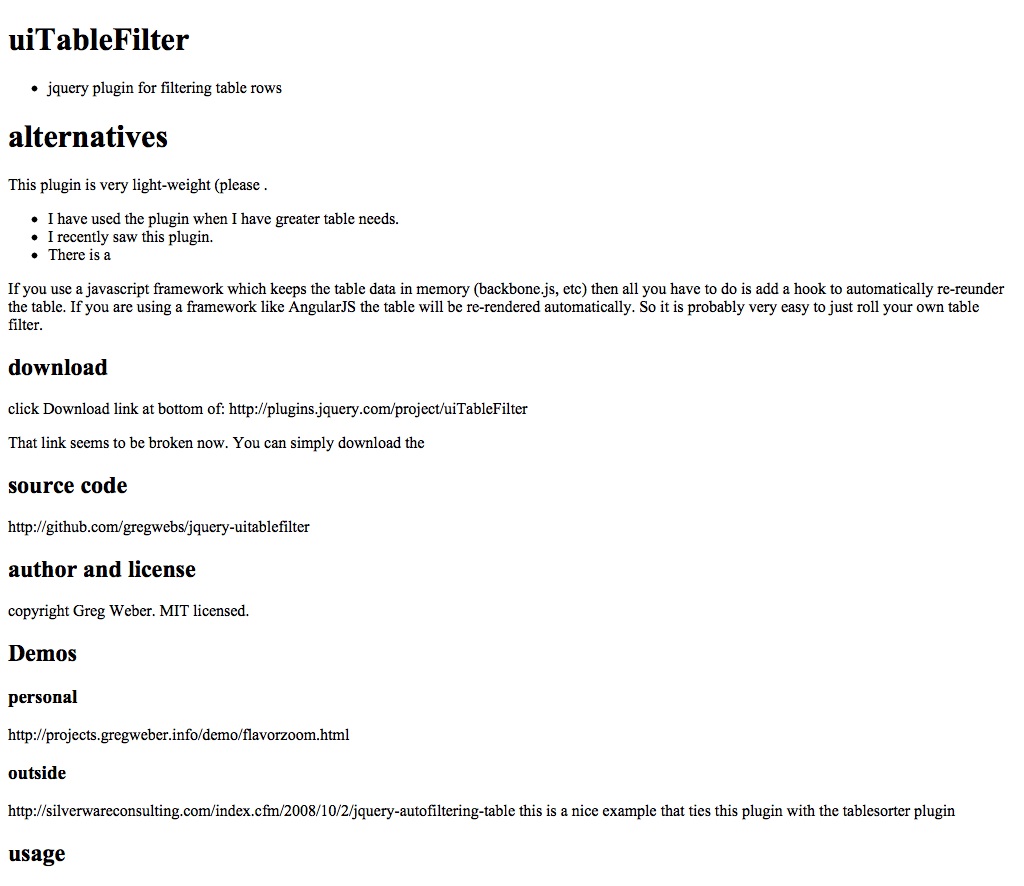 uiTableFilter
• jquery plugin for filtering table rows
alternatives
This plugin is very light-weight (please .
• I have used the plugin when I have greater table needs.
• I recently saw this plugin.
• There is a
If you use a javascript framework which keeps the table data in memory (backbone.js, etc) then all you have to do is add a hook to automatically re-reunder
the table. If you are using a framework like AngularJS the table will be re-rendered automatically. So it is probably very easy to just roll your own table
filter.
download
click Download link at bottom of: http://plugins.jquery.com/project/uiTableFilter
That link seems to be broken now. You can simply download the
source code
http://github.com/gregwebs/jquery-uitablefilter
author and license
copyright Greg Weber. MIT licensed.
Demos
personal
http://projects.gregweber.info/demo/flavorzoom.html
outside
http://silverwareconsulting.com/index.cfm/2008/10/2/jquery-autofiltering-table this is a nice example that ties this plugin with the tablesorter plugin
usage